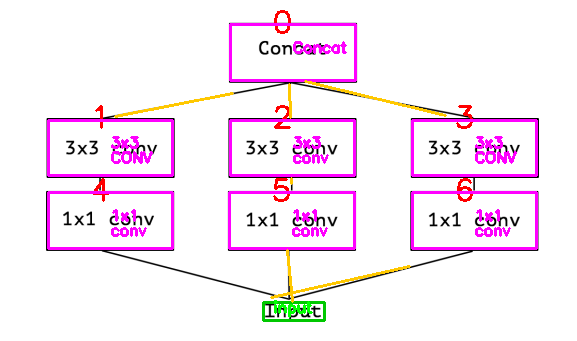 0
Concat Concat
1 2 3
3x3 conv 3x3 CONV 3x3 conv 3x3 conv 3x3 conv 3x3 CONV
4 5 6
1x1 conv 1x1 conv 1x1 conv 1x1 conv 1x1 conv 1x1 conv
Input input